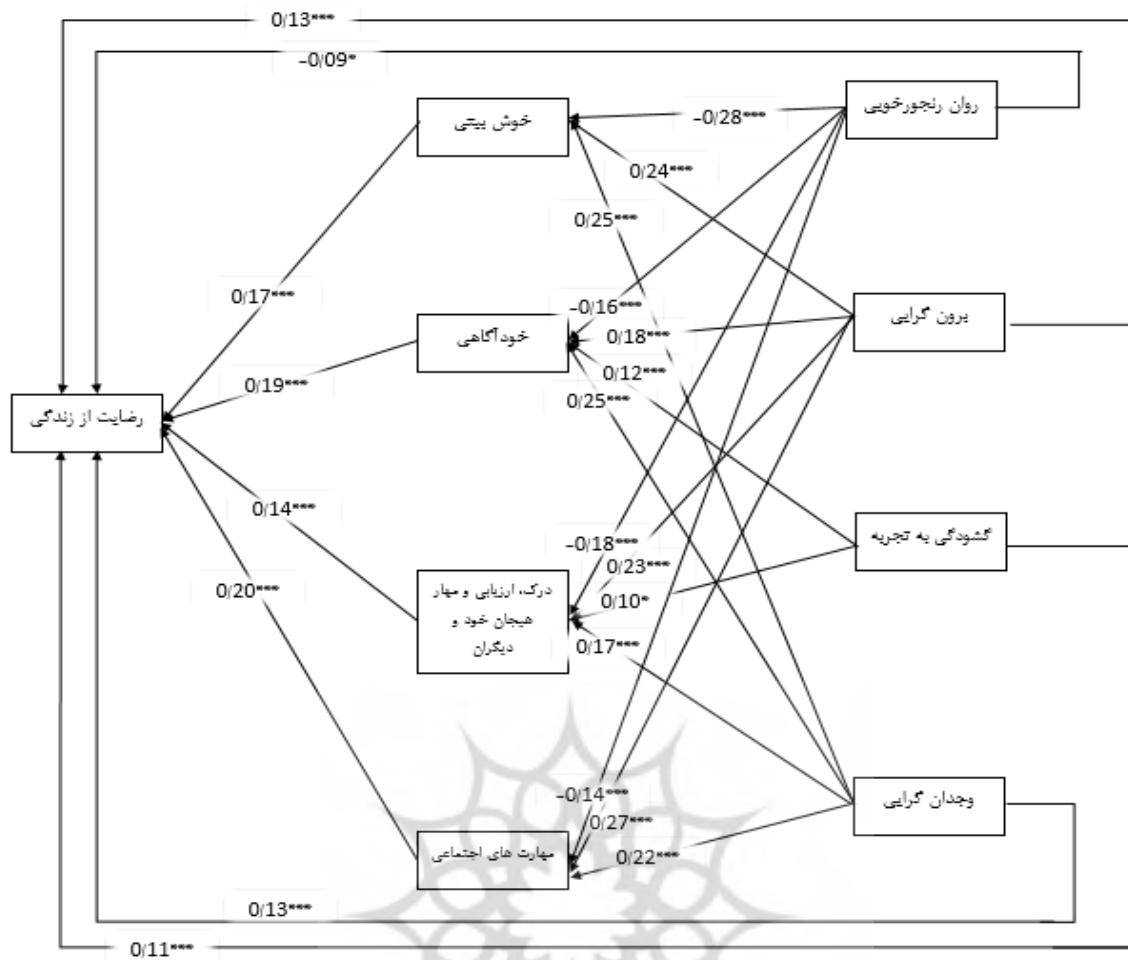 0/13***
-0/09*
روان رنجورخویی
-0/28***
خوش بینی
0/24***
0/25***
برون گرایی
-0/16***
0/17***
0/18***
خودآگاهی
0/12***
0/19***
0/25***
رضایت از زندگی
0/14***
گشودگی به تجربه
-0/18***
0/23***
0/20***
درک، ارزیابی و مهار
هیجان خود و
دیگران
0/10*
0/17***
وجدان گرایی
-0/14***
0/27***
مهارت های اجتماعی
0/22***
0/13***
0/11***